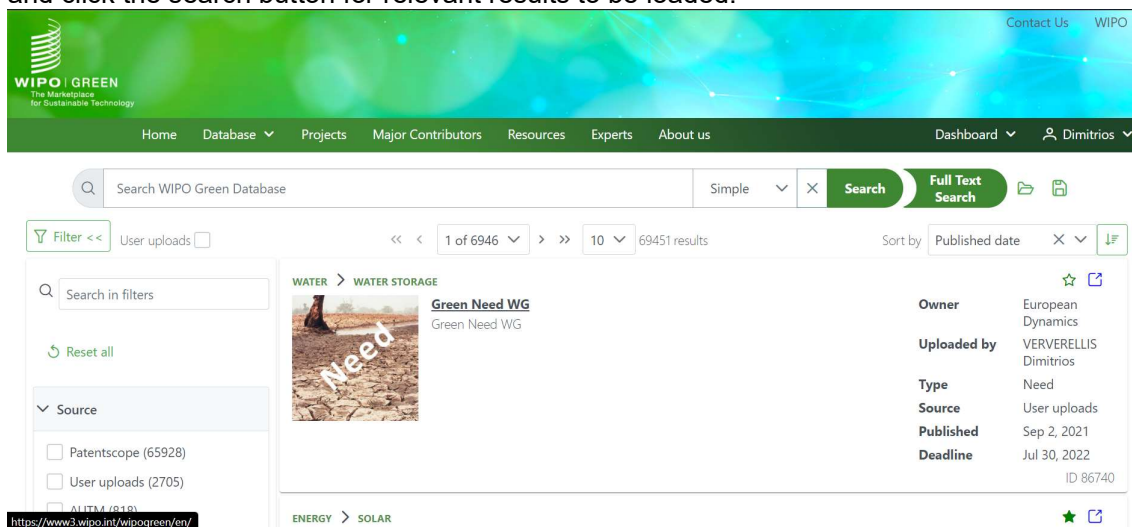 and click the search button for relevant results to be loaded.
Contact Us WIPO
WIPO | GREEN
The Marketplace
for Sustainable Technology
Home Database Projects Major Contributors Resources Experts About us Dashboard Dimitrios
Search WIPO Green Database Simple Search Full Text Search
Filter << User uploads << < 1 of 6946 > >> 10 69451 results Sort by Published date
Search in filters
Reset all
Source
Patentscope (65928)
User uploads (2705)
AUTM (818)
https://www3.wipo.int/wipogreen/en/
WATER > WATER STORAGE
Need
Green Need WG
Green Need WG
Owner European Dynamics
Uploaded by VERVERELLIS Dimitrios
Type Need
Source User uploads
Published Sep 2, 2021
Deadline Jul 30, 2022
ID 86740
ENERGY > SOLAR